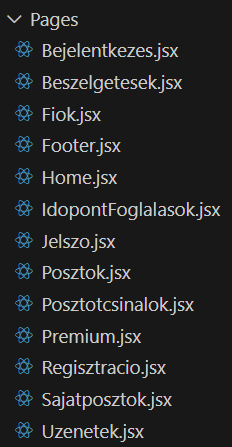 Pages
Bejelentkezes.jsx
Beszelgetesek.jsx
Fiok.jsx
Footer.jsx
Home.jsx
IdopontFoglalasok.jsx
Jelszo.jsx
Posztok.jsx
Posztotcsinalok.jsx
Premium.jsx
Regisztracio.jsx
Sajatposztok.jsx
Uzenetek.jsx